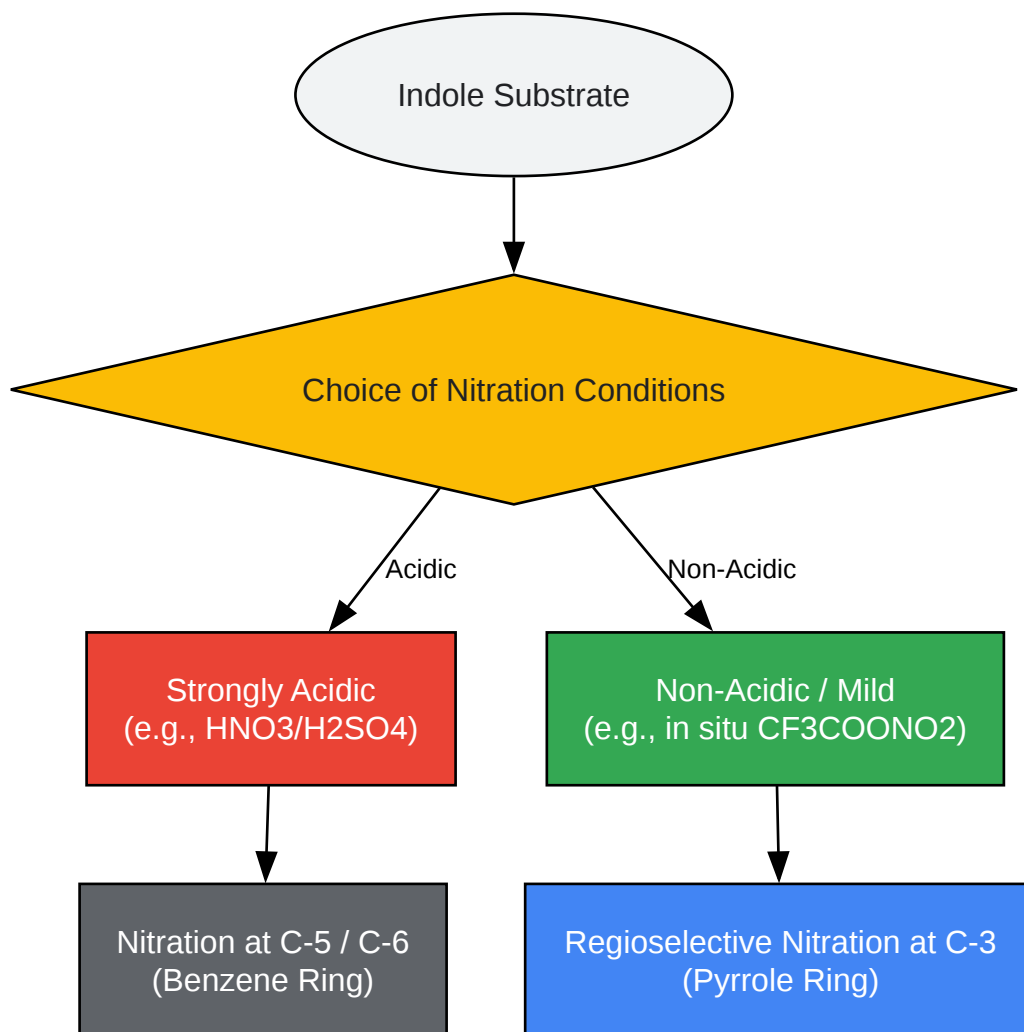 Indole Substrate
Choice of Nitration Conditions
Acidic
Non-Acidic
Strongly Acidic
(e.g., HNO3/H2SO4)
Non-Acidic / Mild
(e.g., in situ CF3COONO2)
Nitration at C-5 / C-6
(Benzene Ring)
Regioselective Nitration at C-3
(Pyrrole Ring)